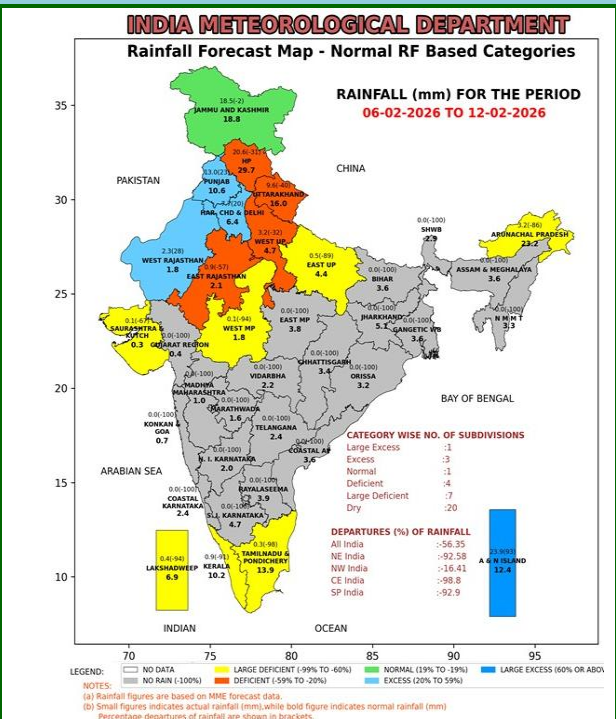 INDIA METEOROLOGICAL DEPARTMENT
Rainfall Forecast Map - Normal RF Based Categories
RAINFALL (mm) FOR THE PERIOD
06-02-2026 TO 12-02-2026
35
30
25
20
15
10
18.5(-2)
JAMMU AND KASHMIR
18.8
CHINA
PAKISTAN
20.6(-31)
HP
29.7
PUNJAB
10.6
9.6(-40)
UTTARAKHAND
16.0
HAR. CHD & DELHI
6.4
3.2(-32)
WEST UP
4.7
2.3(28)
WEST RAJASTHAN
1.8
0.9(-57)
EAST RAJASTHAN
2.1
0.5(-89)
EAST UP
4.4
0.0(-100)
SHWB
2.9
3.2(-86)
ARUNACHAL PRADESH
23.2
0.0(-100)
ASSAM & MEGHALAYA
3.6
0.0(-100)
BIHAR
3.6
0.0(-100)
N M M T
3.3
0.1(-67)
SAURASHTRA &
KUTCH
0.3
0.0(-100)
GUJARAT REGION
0.4
0.1(-94)
WEST MP
1.8
0.0(-100)
EAST MP
3.8
0.0(-100)
JHARKHAND
5.1
0.0(-100)
GANGETIC WB
3.6
0.0(-100)
CHHATTISGARH
3.4
0.0(-100)
ORISSA
3.2
0.0(-100)
VIDARBHA
2.2
0.0(-100)
MADHYA
MAHARASHTRA
1.0
0.0(-100)
MARATHWADA
1.6
0.0(-100)
KONKAN &
GOA
0.7
0.0(-100)
TELANGANA
2.4
0.0(-100)
COASTAL AP
3.6
BAY OF BENGAL
ARABIAN SEA
0.0(-100)
N. I. KARNATAKA
2.0
0.0(-100)
RAYALASEEMA
3.9
0.0(-100)
COASTAL
KARNATAKA
2.4
0.0(-100)
S. I. KARNATAKA
4.7
0.3(-98)
TAMILNADU &
PONDICHERY
13.9
0.9(-91)
KERALA
10.2
0.4(-94)
LAKSHADWEEP
6.9
23.9(93)
A & N ISLAND
12.4
CATEGORY WISE NO. OF SUBDIVISIONS
Large Excess :1
Excess :3
Normal :1
Deficient :4
Large Deficient :7
Dry :20
DEPARTURES (%) OF RAINFALL
All India :-56.35
NE India :-92.58
NW India :-16.41
CE India :-98.8
SP India :-92.9
INDIAN OCEAN
70 75 80 85 90 95
LEGEND:
NO DATA LARGE DEFICIENT (-99% TO -60%) NORMAL (19% TO -19%) LARGE EXCESS (60% OR ABOV
NO RAIN (-100%) DEFICIENT (-59% TO -20%) EXCESS (20% TO 59%)
NOTES:
(a) Rainfall figures are based on MME forecast data.
(b) Small figures indicates actual rainfall (mm),while bold figure indicates normal rainfall (mm)
Percentage departures of rainfall are shown in brackets.